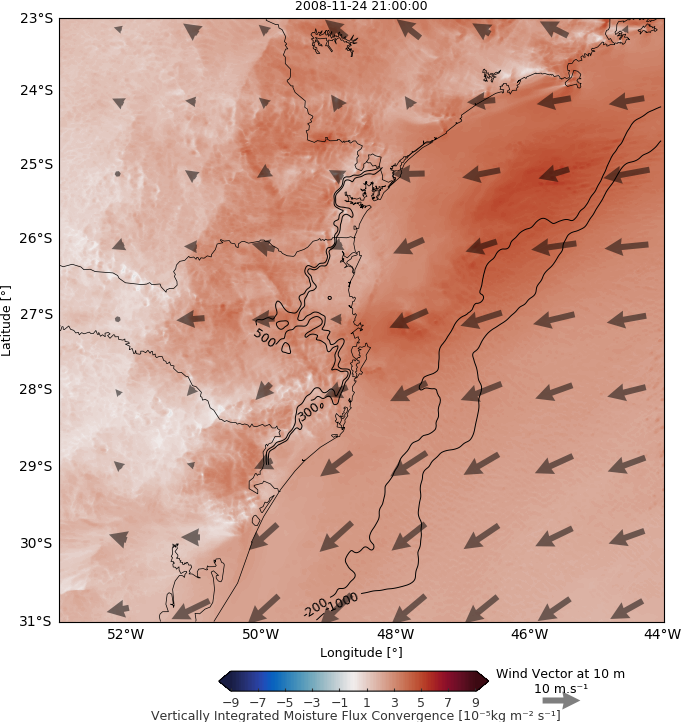 2008-11-24 21:00:00
23°S
24°S
25°S
26°S
27°S
28°S
29°S
30°S
31°S
Latitude [°]
500
300
-200
-1000
52°W 50°W 48°W 46°W 44°W
Longitude [°]
Wind Vector at 10 m
10 m.s⁻¹
−9 −7 −5 −3 −1 1 3 5 7 9
Vertically Integrated Moisture Flux Convergence [10⁻⁵kg m⁻² s⁻¹]